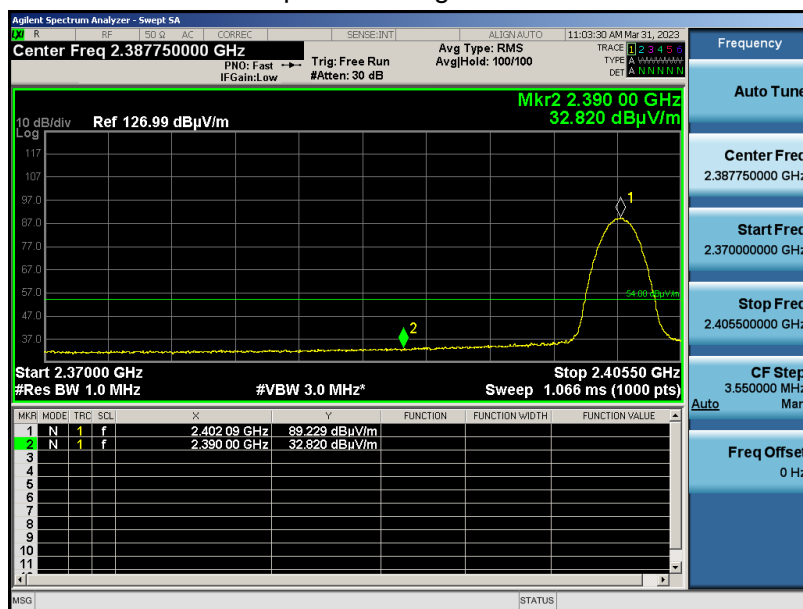 Agilent Spectrum Analyzer - Swept SA
LXI R RF 50 Ω AC CORREC SENSE:INT ALIGN AUTO 11:03:30 AM Mar 31, 2023
Center Freq 2.387750000 GHz
PNO: Fast
IFGain:Low
Trig: Free Run
#Atten: 30 dB
Avg Type: RMS
Avg|Hold: 100/100
TRACE 1 2 3 4 5 6
TYPE A WWWWW
DET A N N N N N
Mkr2 2.390 00 GHz
32.820 dBµV/m
10 dB/div Ref 126.99 dBµV/m
Log
117
107
97.0
87.0
77.0
67.0
57.0
47.0
37.0
1
54.00 dBµV/m
2
Start 2.37000 GHz Stop 2.40550 GHz
#Res BW 1.0 MHz #VBW 3.0 MHz* Sweep 1.066 ms (1000 pts)
MKR MODE TRC SCL X Y FUNCTION FUNCTION WIDTH FUNCTION VALUE
1 N 1 f 2.402 09 GHz 89.229 dBµV/m
2 N 1 f 2.390 00 GHz 32.820 dBµV/m
3
4
5
6
7
8
9
10
11
MSG STATUS
Frequency
Auto Tune
Center Freq
2.387750000 GHz
Start Freq
2.370000000 GHz
Stop Freq
2.405500000 GHz
CF Step
3.550000 MHz
Auto Man
Freq Offset
0 Hz